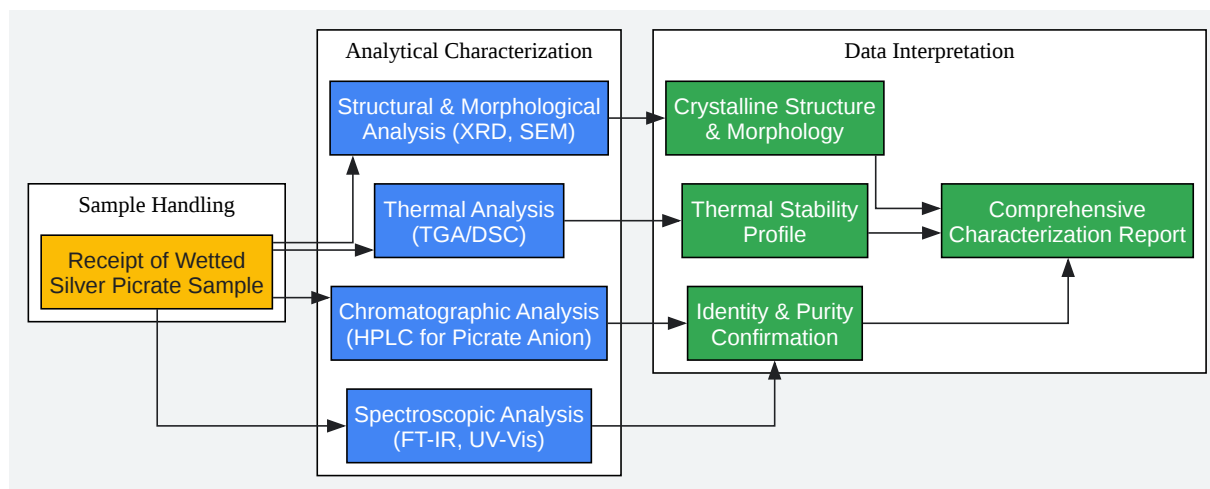 Sample Handling
Receipt of Wetted
Silver Picrate Sample
Analytical Characterization
Structural & Morphological
Analysis (XRD, SEM)
Thermal Analysis
(TGA/DSC)
Chromatographic Analysis
(HPLC for Picrate Anion)
Spectroscopic Analysis
(FT-IR, UV-Vis)
Data Interpretation
Crystalline Structure
& Morphology
Thermal Stability
Profile
Identity & Purity
Confirmation
Comprehensive
Characterization Report